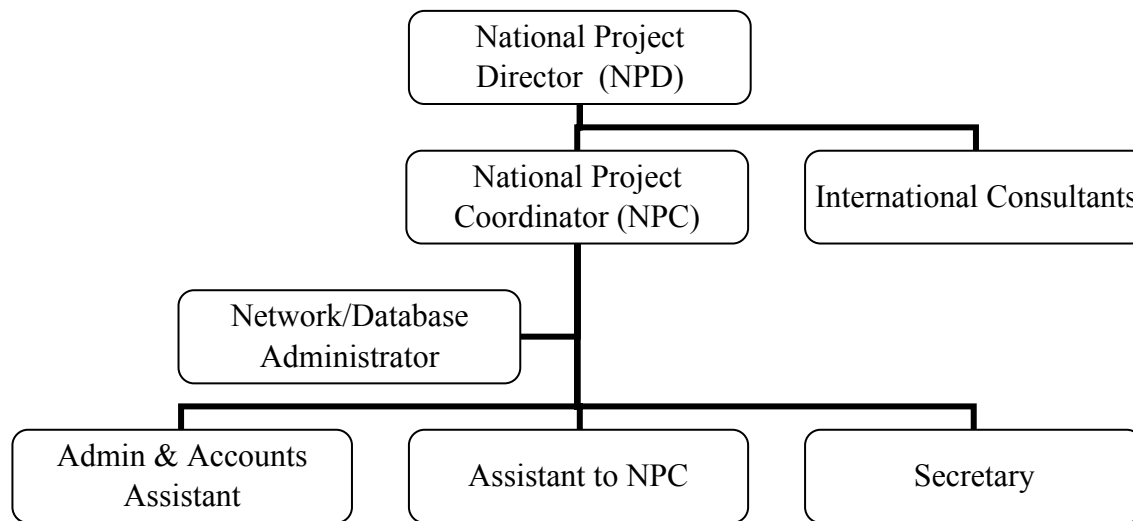 National Project
Director  (NPD)
National Project
Coordinator (NPC)
International Consultants
Network/Database
Administrator
Admin & Accounts
Assistant
Assistant to NPC
Secretary